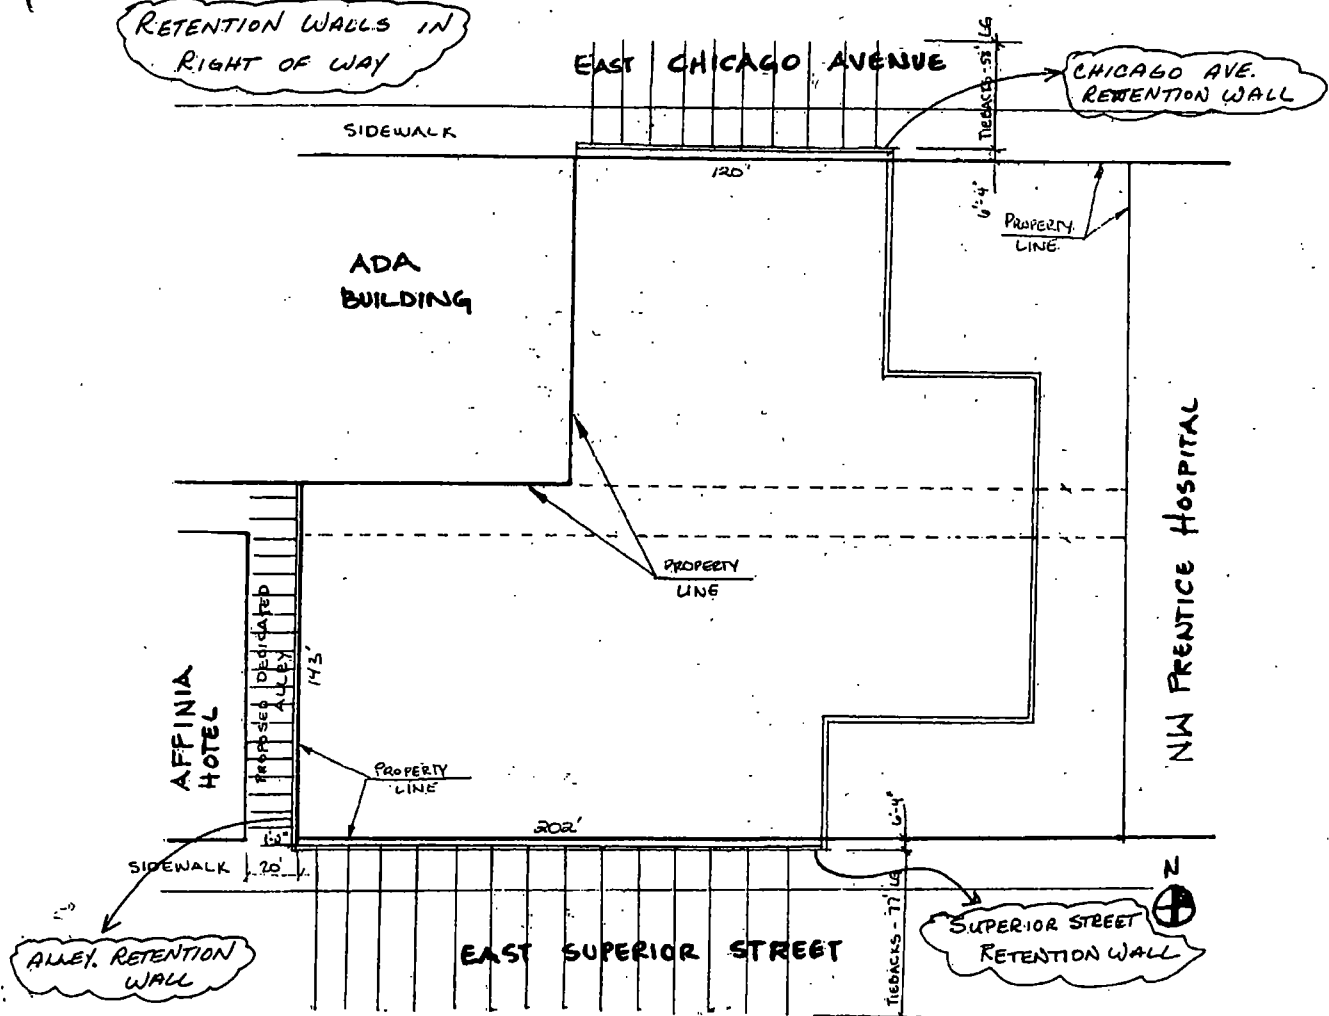 RETENTION WALLS IN
RIGHT OF WAY
EAST CHICAGO AVENUE
TIEBACKS - 53' LG
CHICAGO AVE.
RETENTION WALL
SIDEWALK
120'
6'-4"
PROPERTY
LINE
ADA
BUILDING
NW PRENTICE HOSPITAL
PROPERTY
LINE
PROPOSED DEDICATED
ALLEY
143'
AFFINIA
HOTEL
PROPERTY
LINE
202'
6'-4"
SIDEWALK
20'
N
TIEBACKS - 77' LG
SUPERIOR STREET
RETENTION WALL
ALLEY RETENTION
WALL
EAST SUPERIOR STREET